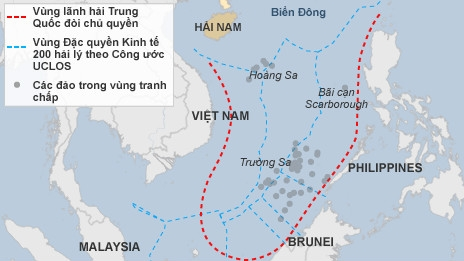 Vùng lãnh hải Trung
Quốc đòi chủ quyền
Vùng Đặc quyền Kinh tế
200 hải lý theo Công ước
UCLOS
Các đảo trong vùng tranh
chấp
Biển Đông
HẢI NAM
Hoàng Sa
Bãi cạn
Scarborough
VIỆT NAM
Trường Sa
PHILIPPINES
MALAYSIA
BRUNEI